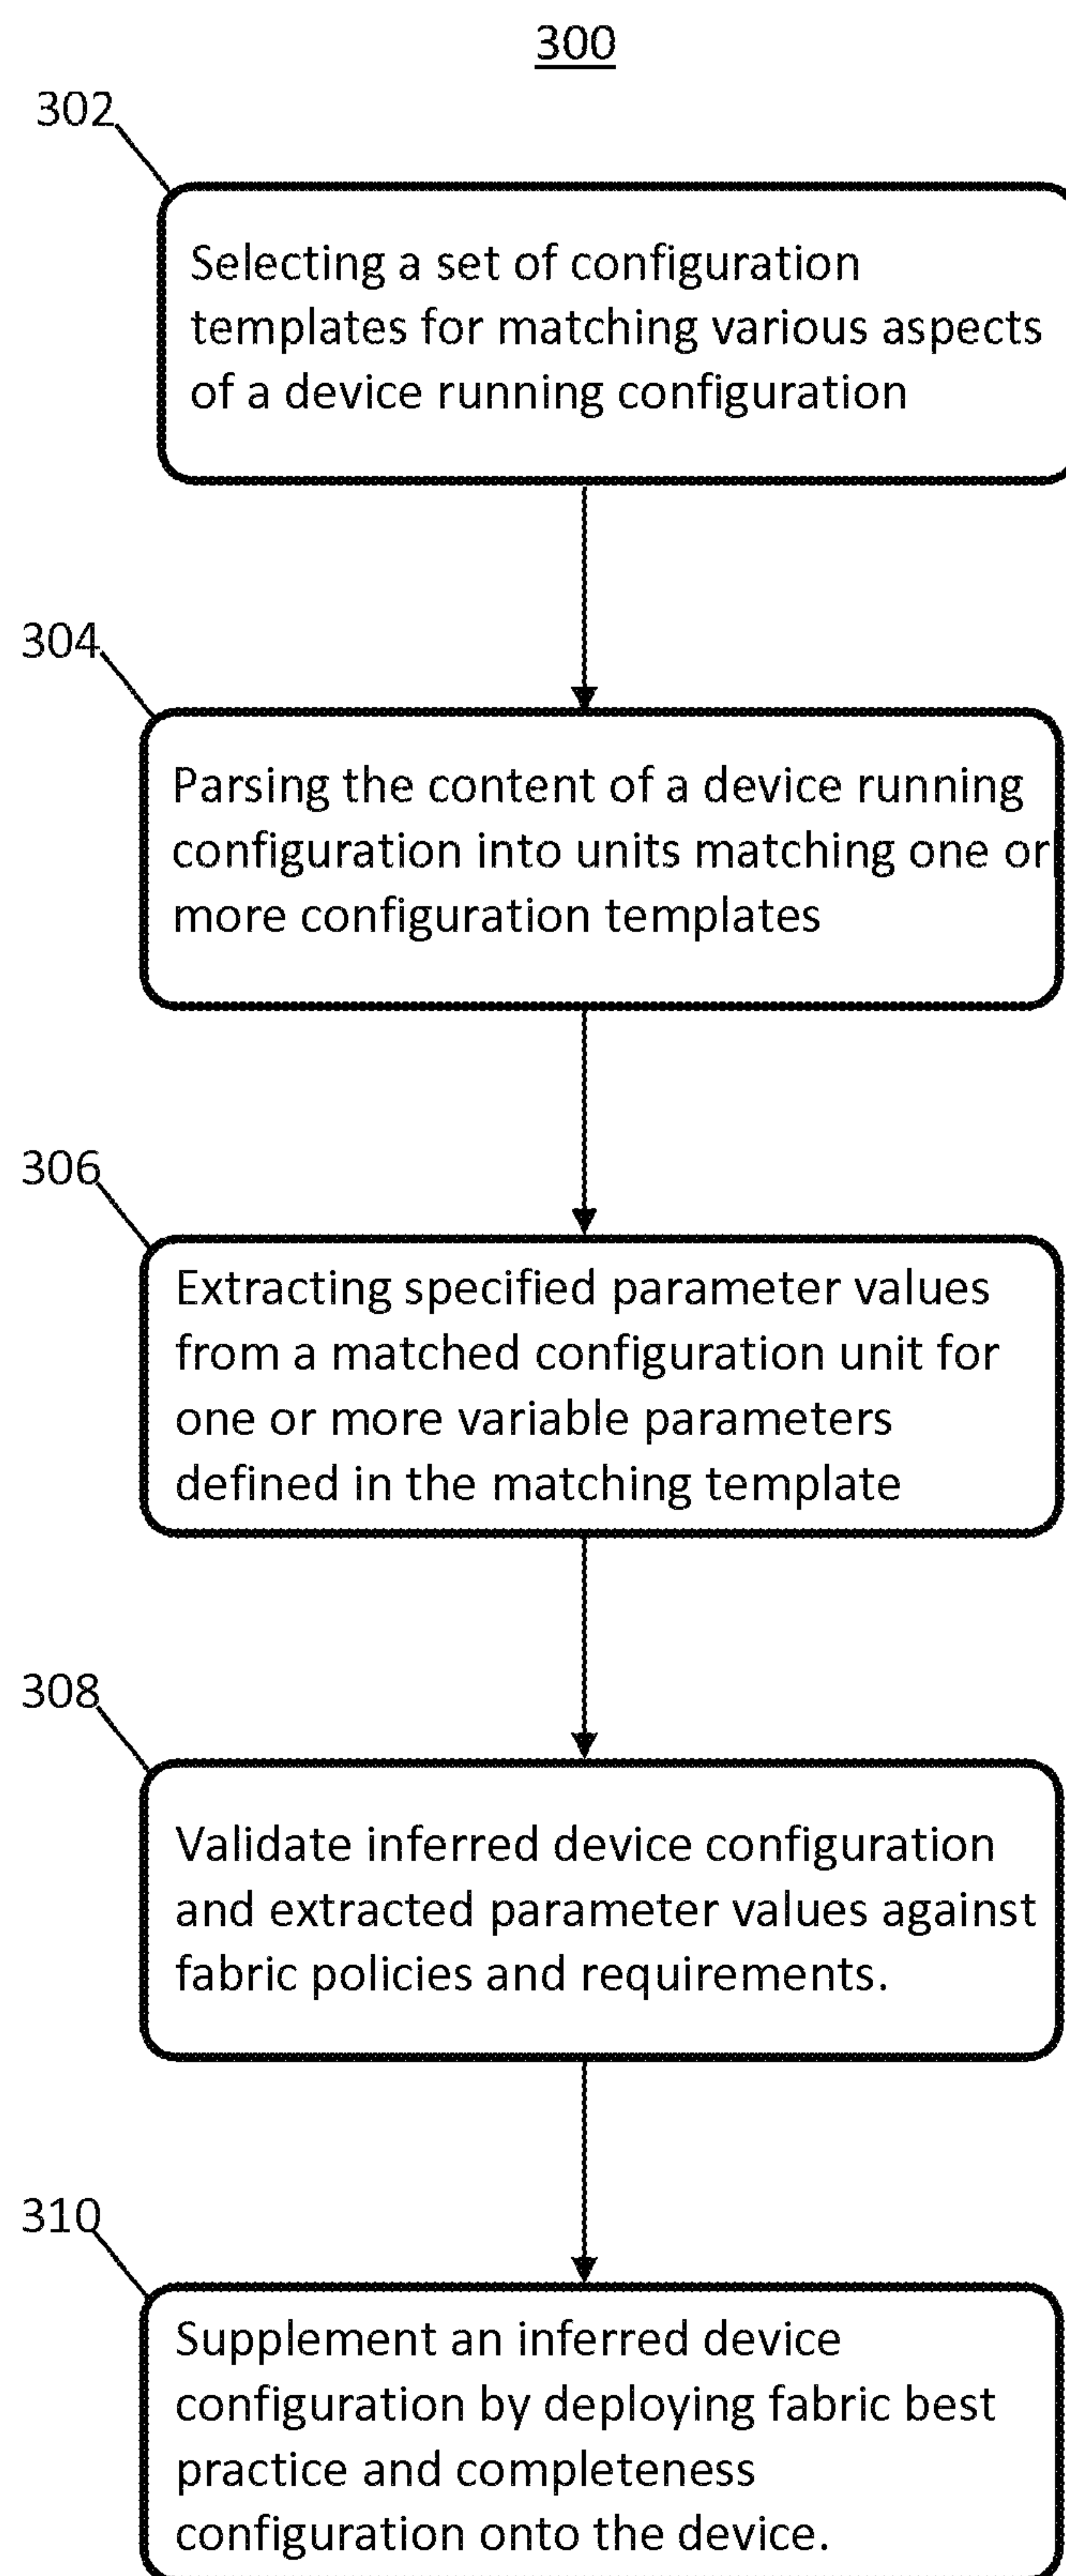 300
302
Selecting a set of configuration
templates for matching various aspects
of a device running configuration
304
Parsing the content of a device running
configuration into units matching one or
more configuration templates
306
Extracting specified parameter values
from a matched configuration unit for
one or more variable parameters
defined in the matching template
308
Validate inferred device configuration
and extracted parameter values against
fabric policies and requirements.
310
Supplement an inferred device
configuration by deploying fabric best
practice and completeness
configuration onto the device.